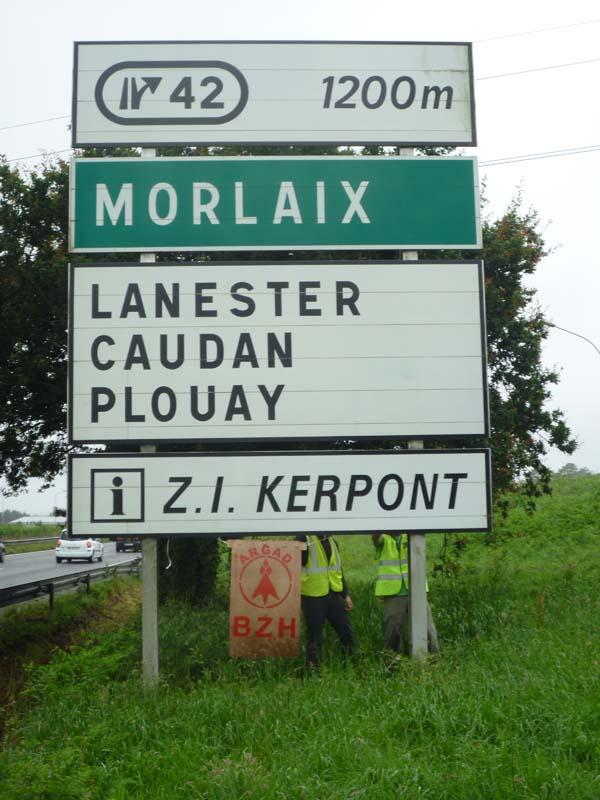 42 1200m
MORLAIX
LANESTER
CAUDAN
PLOUAY
i Z.I. KERPONT
ARGAD
BZH